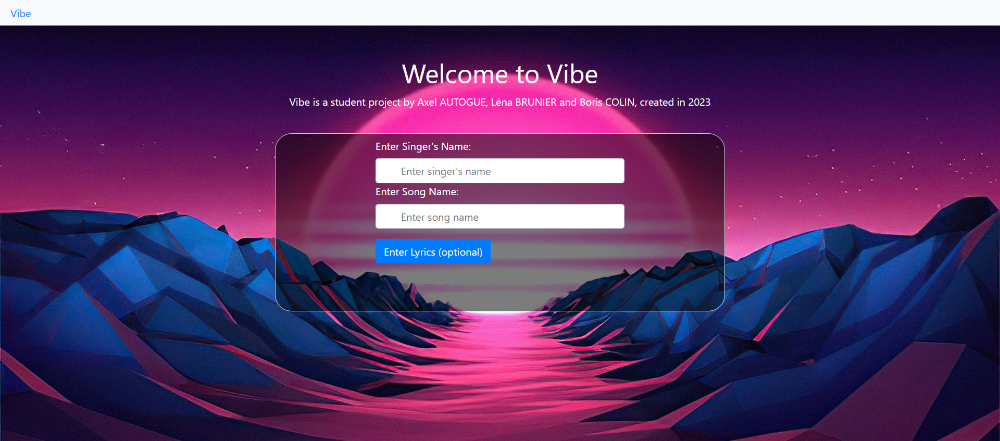 Vibe
Welcome to Vibe
Vibe is a student project by Axel AUTOGUE, Léna BRUNIER and Boris COLIN, created in 2023
Enter Singer's Name:
Enter singer's name
Enter Song Name:
Enter song name
Enter Lyrics (optional)